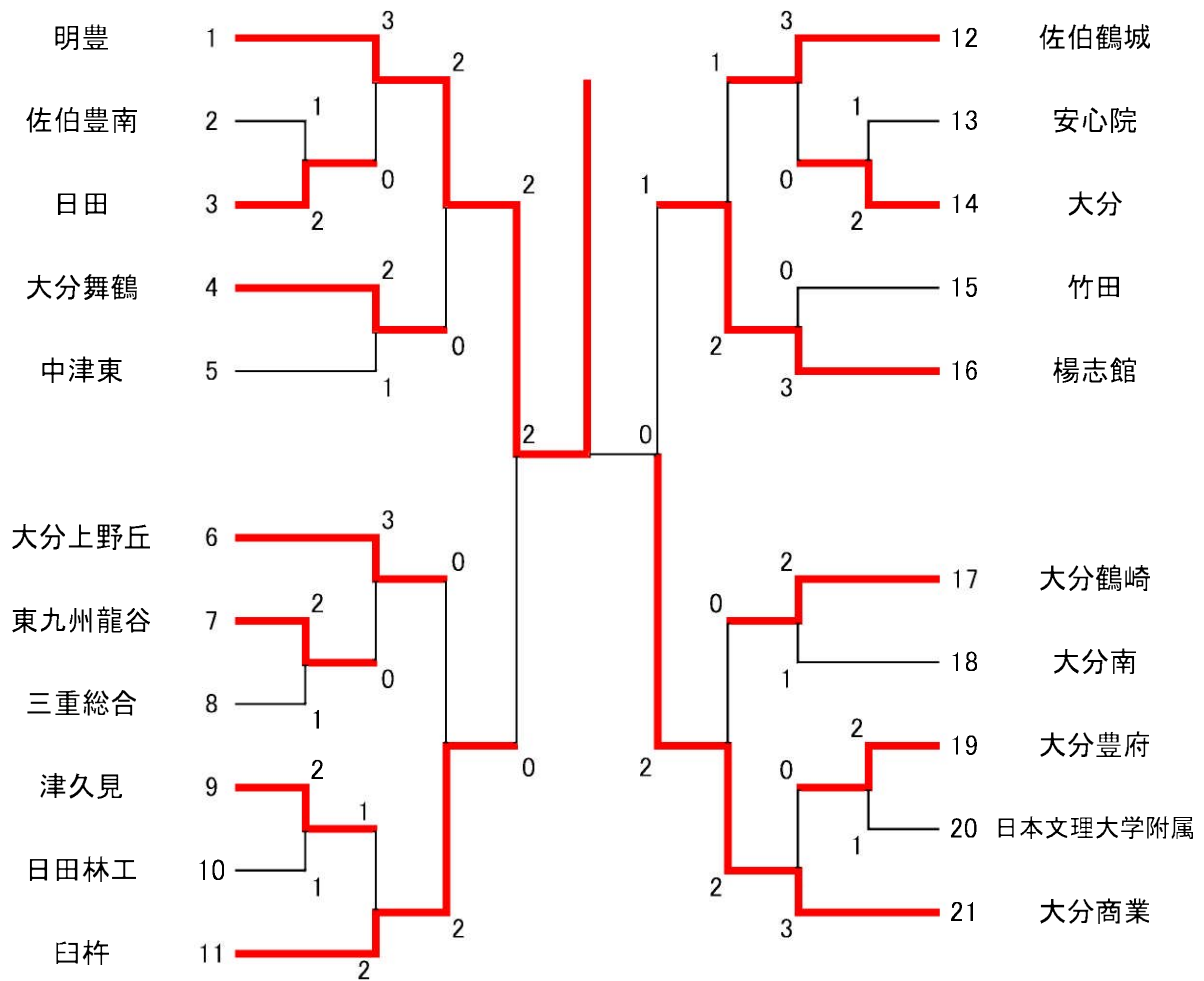 明豊 1
佐伯豊南 2
日田 3
大分舞鶴 4
中津東 5
大分上野丘 6
東九州龍谷 7
三重総合 8
津久見 9
日田林工 10
臼杵 11
3
1
2
0
2
1
2
0
2
2
3
2
1
0
2
1
1
2
0
2
0
12 佐伯鶴城
13 安心院
14 大分
15 竹田
16 楊志館
17 大分鶴崎
18 大分南
19 大分豊府
20 日本文理大学附属
21 大分商業
3
1
1
0
2
0
3
2
1
0
2
1
0
2
1
0
3
2
2